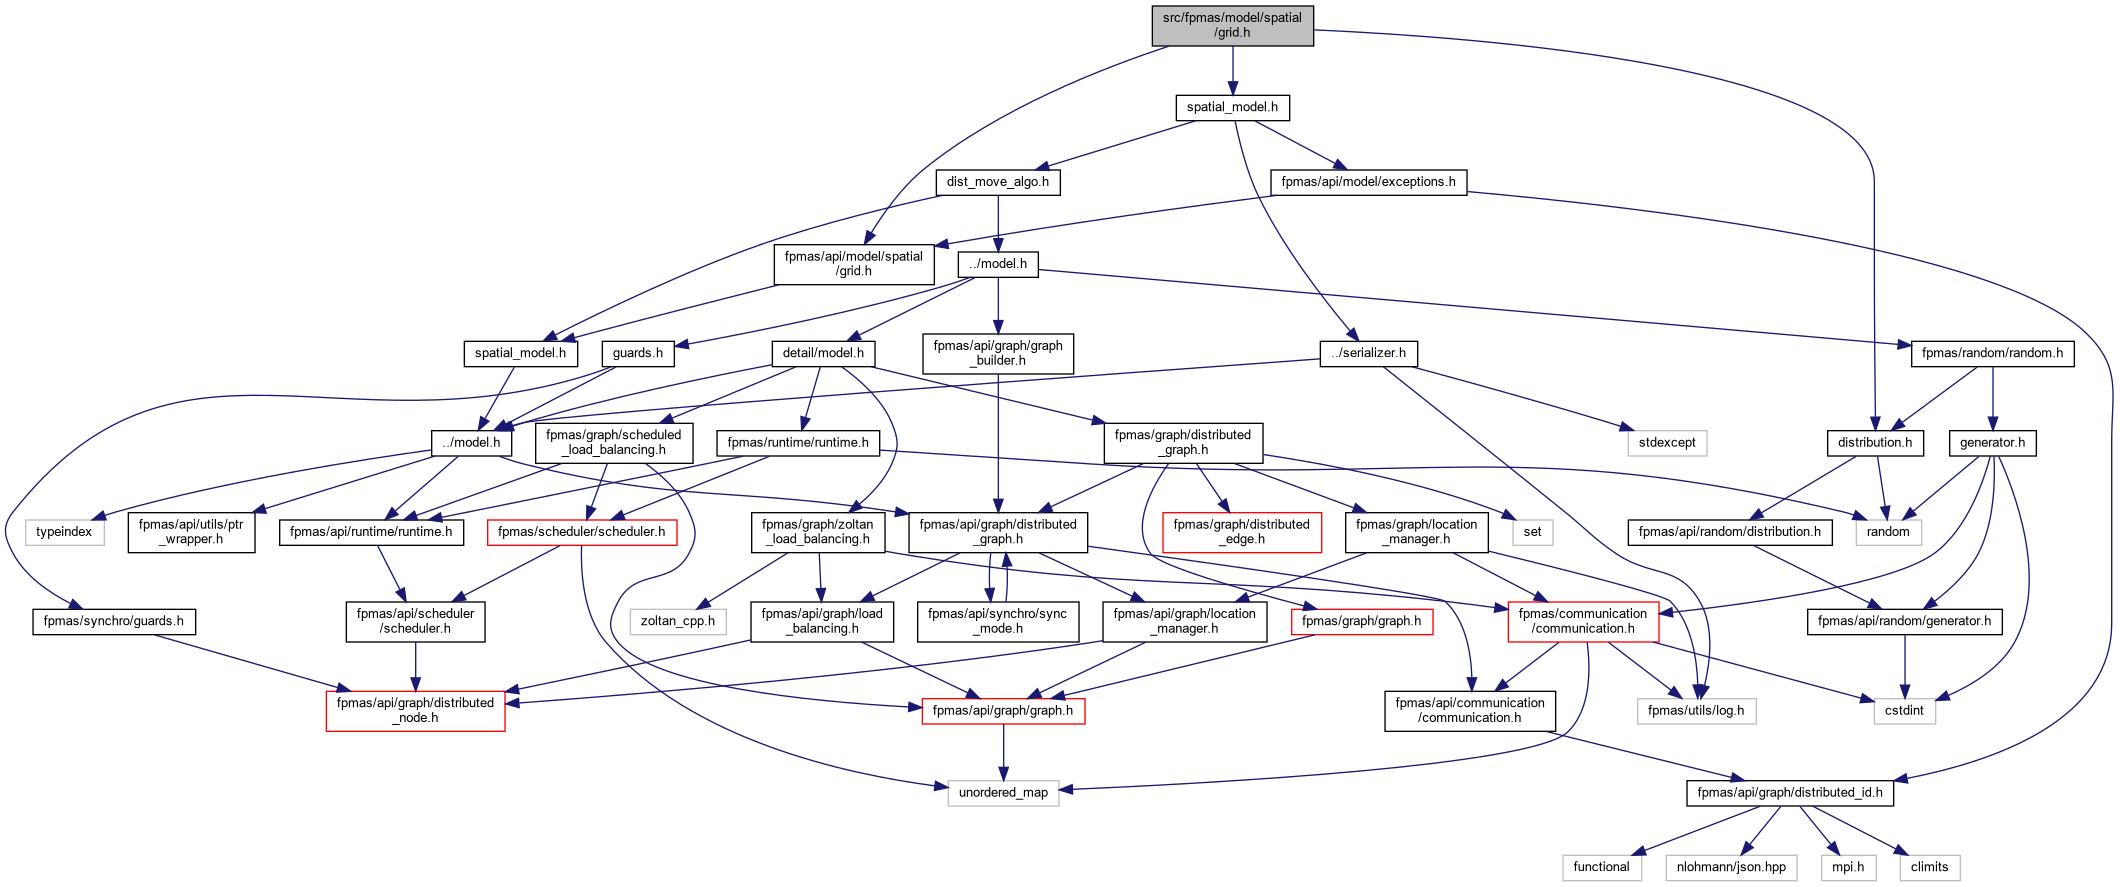 src/fpmas/model/spatial
/grid.h
spatial_model.h
dist_move_algo.h
fpmas/api/model/exceptions.h
fpmas/api/model/spatial
/grid.h
../model.h
spatial_model.h
guards.h
detail/model.h
fpmas/api/graph/graph
_builder.h
../serializer.h
fpmas/random/random.h
../model.h
fpmas/graph/scheduled
_load_balancing.h
fpmas/runtime/runtime.h
fpmas/graph/distributed
_graph.h
stdexcept
distribution.h
generator.h
typeindex
fpmas/api/utils/ptr
_wrapper.h
fpmas/api/runtime/runtime.h
fpmas/scheduler/scheduler.h
fpmas/graph/zoltan
_load_balancing.h
fpmas/api/graph/distributed
_graph.h
fpmas/graph/distributed
_edge.h
fpmas/graph/location
_manager.h
set
fpmas/api/random/distribution.h
random
fpmas/synchro/guards.h
fpmas/api/scheduler
/scheduler.h
zoltan_cpp.h
fpmas/api/graph/load
_balancing.h
fpmas/api/synchro/sync
_mode.h
fpmas/api/graph/location
_manager.h
fpmas/graph/graph.h
fpmas/communication
/communication.h
fpmas/api/random/generator.h
fpmas/api/graph/distributed
_node.h
fpmas/api/graph/graph.h
fpmas/api/communication
/communication.h
fpmas/utils/log.h
cstdint
unordered_map
fpmas/api/graph/distributed_id.h
functional
nlohmann/json.hpp
mpi.h
climits